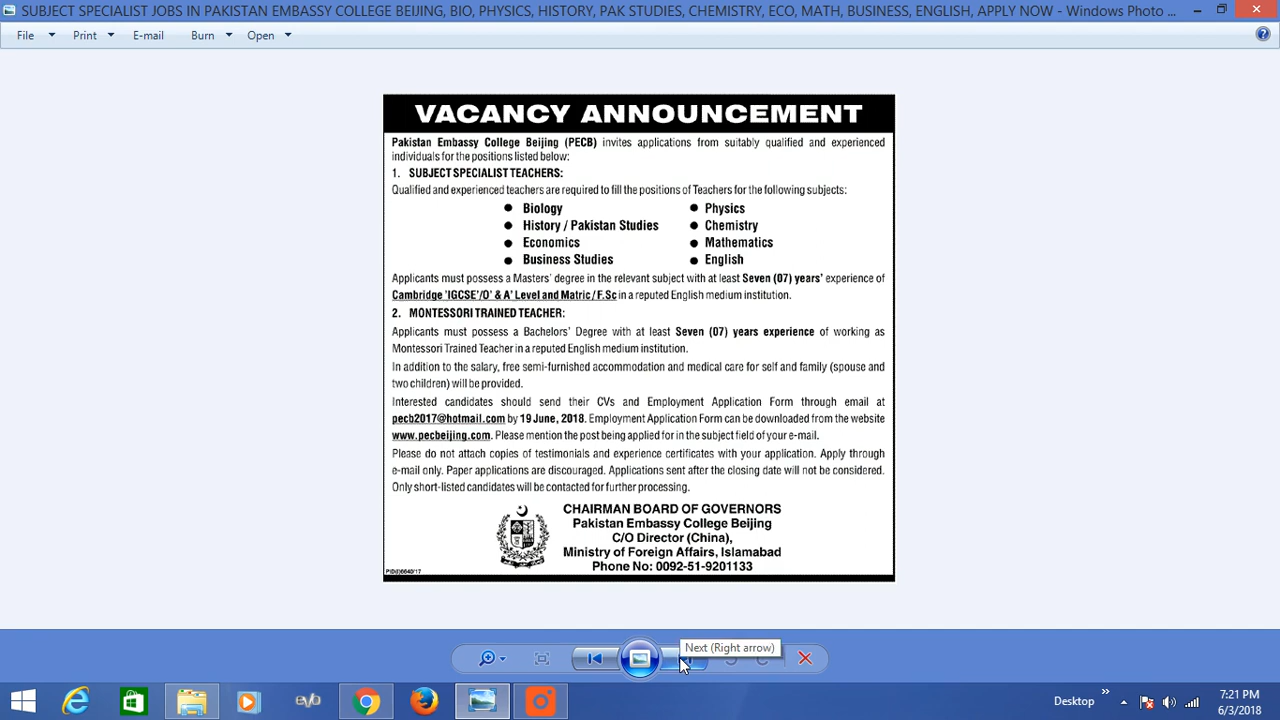 SUBJECT SPECIALIST JOBS IN PAKISTAN EMBASSY COLLEGE BEIJING, BIO, PHYSICS, HISTORY, PAK STUDIES, CHEMISTRY, ECO, MATH, BUSINESS, ENGLISH, APPLY NOW - Windows Photo ...
File Print E-mail Burn Open
VACANCY ANNOUNCEMENT
Pakistan Embassy College Beijing (PECB) invites applications from suitably qualified and experienced
individuals for the positions listed below:
1. SUBJECT SPECIALIST TEACHERS:
Qualified and experienced teachers are required to fill the positions of Teachers for the following subjects:
● Biology ● Physics
● History / Pakistan Studies ● Chemistry
● Economics ● Mathematics
● Business Studies ● English
Applicants must possess a Masters' degree in the relevant subject with at least Seven (07) years' experience of
Cambridge 'IGCSE'/O' & A' Level and Matric / F.Sc in a reputed English medium institution.
2. MONTESSORI TRAINED TEACHER:
Applicants must possess a Bachelors' Degree with at least Seven (07) years experience of working as
Montessori Trained Teacher in a reputed English medium institution.
In addition to the salary, free semi-furnished accommodation and medical care for self and family (spouse and
two children) will be provided.
Interested candidates should send their CVs and Employment Application Form through email at
pecb2017@hotmail.com by 19 June, 2018. Employment Application Form can be downloaded from the website
www.pecbeijing.com. Please mention the post being applied for in the subject field of your e-mail.
Please do not attach copies of testimonials and experience certificates with your application. Apply through
e-mail only. Paper applications are discouraged. Applications sent after the closing date will not be considered.
Only short-listed candidates will be contacted for further processing.
CHAIRMAN BOARD OF GOVERNORS
Pakistan Embassy College Beijing
C/O Director (China),
Ministry of Foreign Affairs, Islamabad
Phone No: 0092-51-9201133
PID(I)6640/17
Next (Right arrow)
e/o
Desktop
7:21 PM
6/3/2018